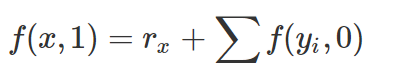 f(x,1) = r_x + ∑ f(y_i,0)